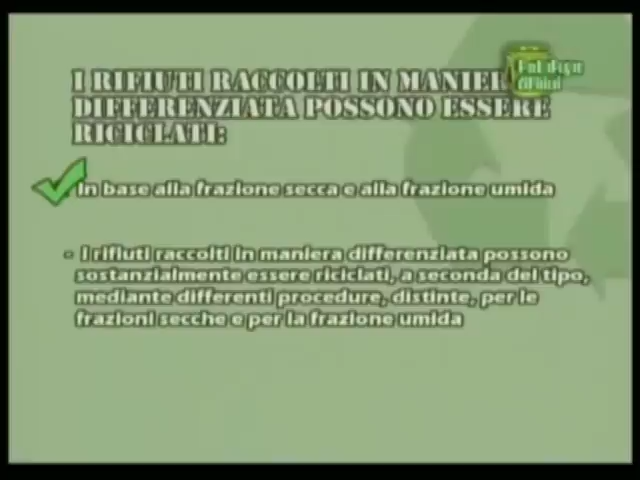 I RIFIUTI RACCOLTI IN MANIER
DIFFERENZIATA POSSONO ESSERE
RICICLATI:
In base alla frazione secca e alla frazione umida
- I rifiuti raccolti in maniera differenziata possono
sostanzialmente essere riciclati, a seconda del tipo,
mediante differenti procedure, distinte, per le
frazioni secche e per la frazione umida